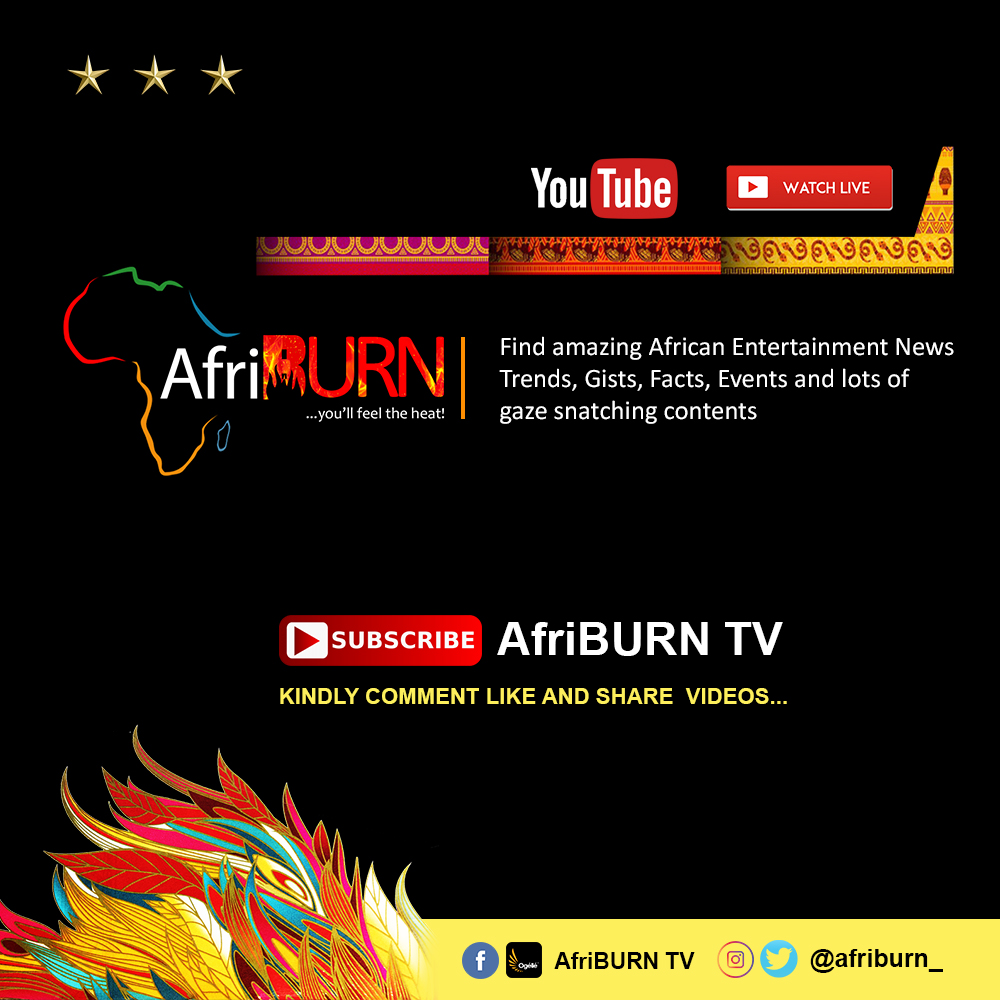 YouTube
WATCH LIVE
AfriBURN
...you'll feel the heat!
Find amazing African Entertainment News
Trends, Gists, Facts, Events and lots of
gaze snatching contents
SUBSCRIBE AfriBURN TV
KINDLY COMMENT LIKE AND SHARE VIDEOS...
f Ogelle AfriBURN TV @afriburn_